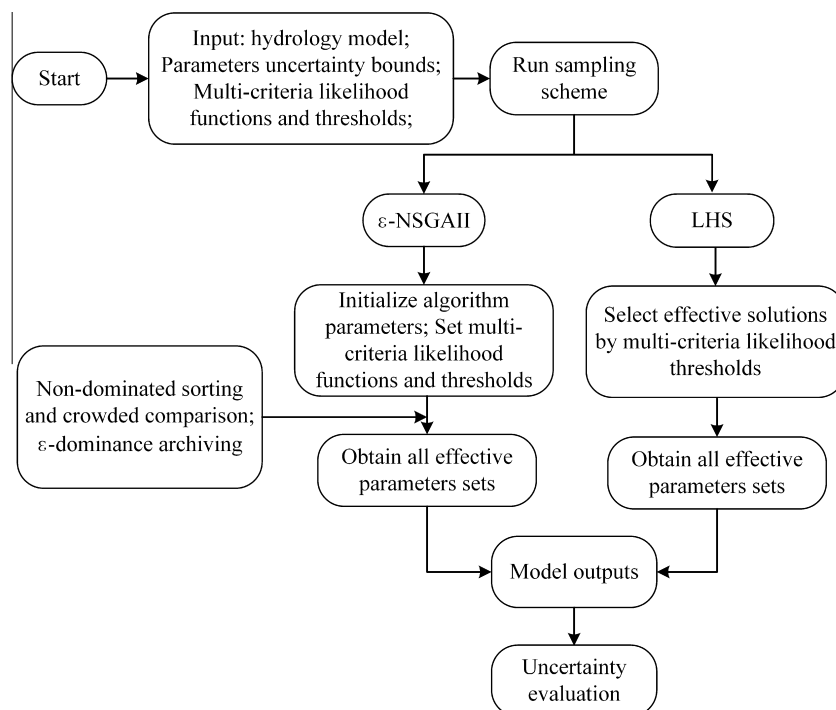 Start
Input: hydrology model;
Parameters uncertainty bounds;
Multi-criteria likelihood
functions and thresholds;
Run sampling
scheme
ε-NSGAII
LHS
Initialize algorithm
parameters; Set multi-
criteria likelihood
functions and thresholds
Select effective solutions
by multi-criteria likelihood
thresholds
Non-dominated sorting
and crowded comparison;
ε-dominance archiving
Obtain all effective
parameters sets
Obtain all effective
parameters sets
Model outputs
Uncertainty
evaluation